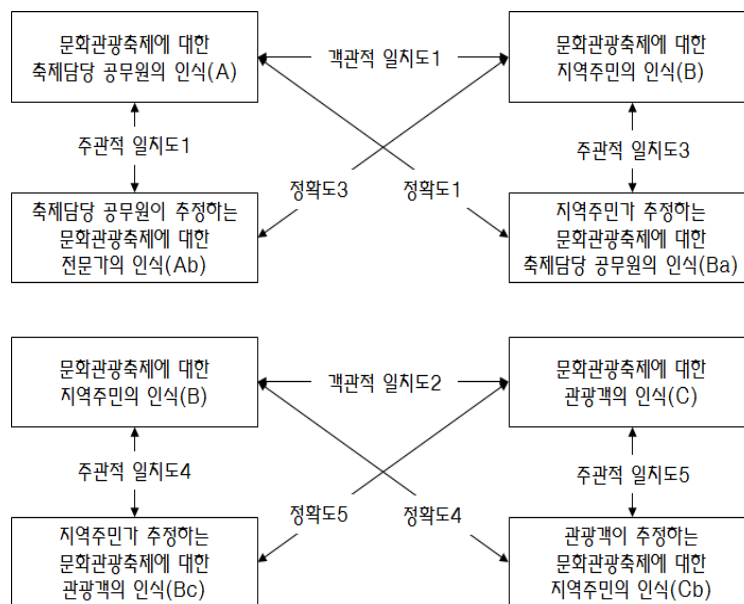 문화관광축제에 대한
축제담당 공무원의 인식(A)
객관적 일치도1
문화관광축제에 대한
지역주민의 인식(B)
주관적 일치도1
주관적 일치도3
정확도3
정확도1
축제담당 공무원이 추정하는
문화관광축제에 대한
전문가의 인식(Ab)
지역주민가 추정하는
문화관광축제에 대한
축제담당 공무원의 인식(Ba)
문화관광축제에 대한
지역주민의 인식(B)
객관적 일치도2
문화관광축제에 대한
관광객의 인식(C)
주관적 일치도4
주관적 일치도5
정확도5
정확도4
지역주민가 추정하는
문화관광축제에 대한
관광객의 인식(Bc)
관광객이 추정하는
문화관광축제에 대한
지역주민의 인식(Cb)